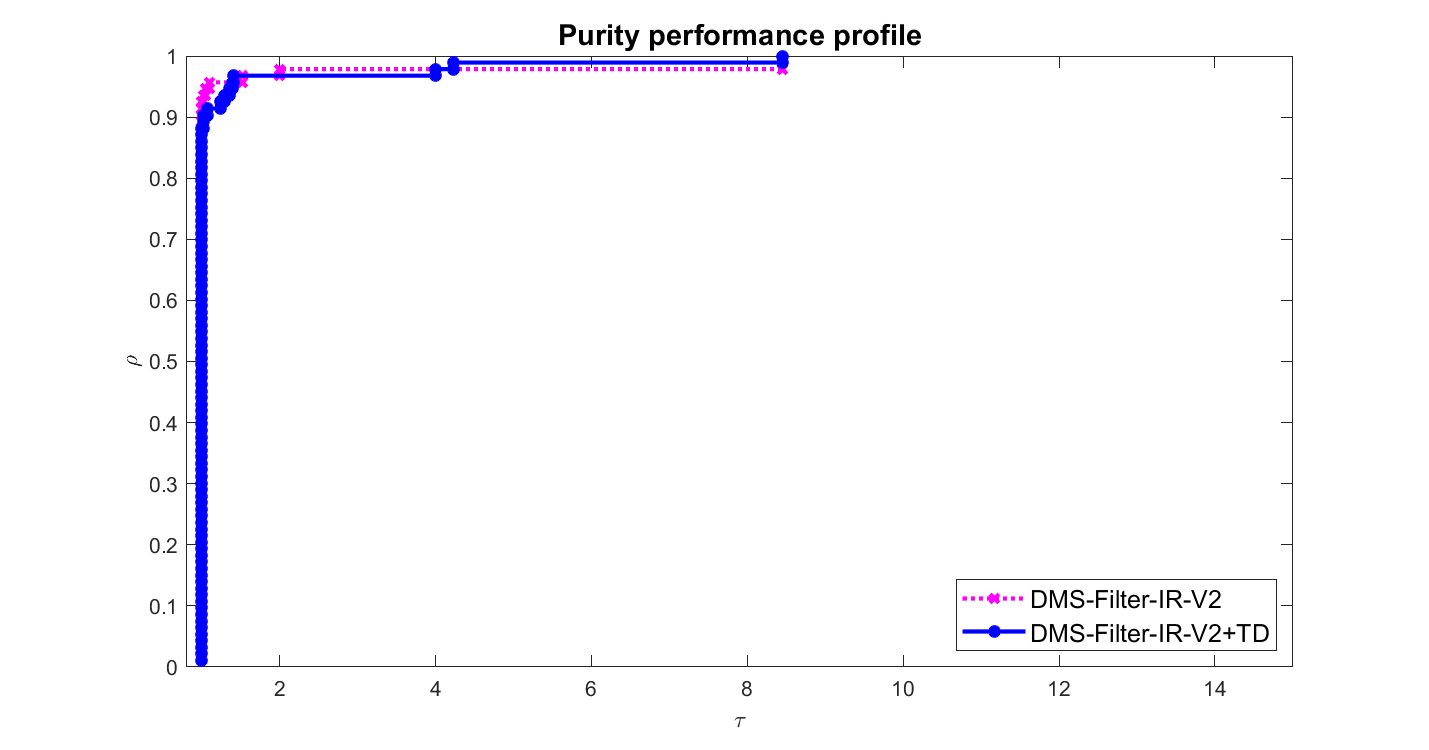 Purity performance profile
1
0.9
0.8
0.7
0.6
0.5
0.4
0.3
0.2
0.1
0
ρ
2 4 6 8 10 12 14
τ
DMS-Filter-IR-V2
DMS-Filter-IR-V2+TD